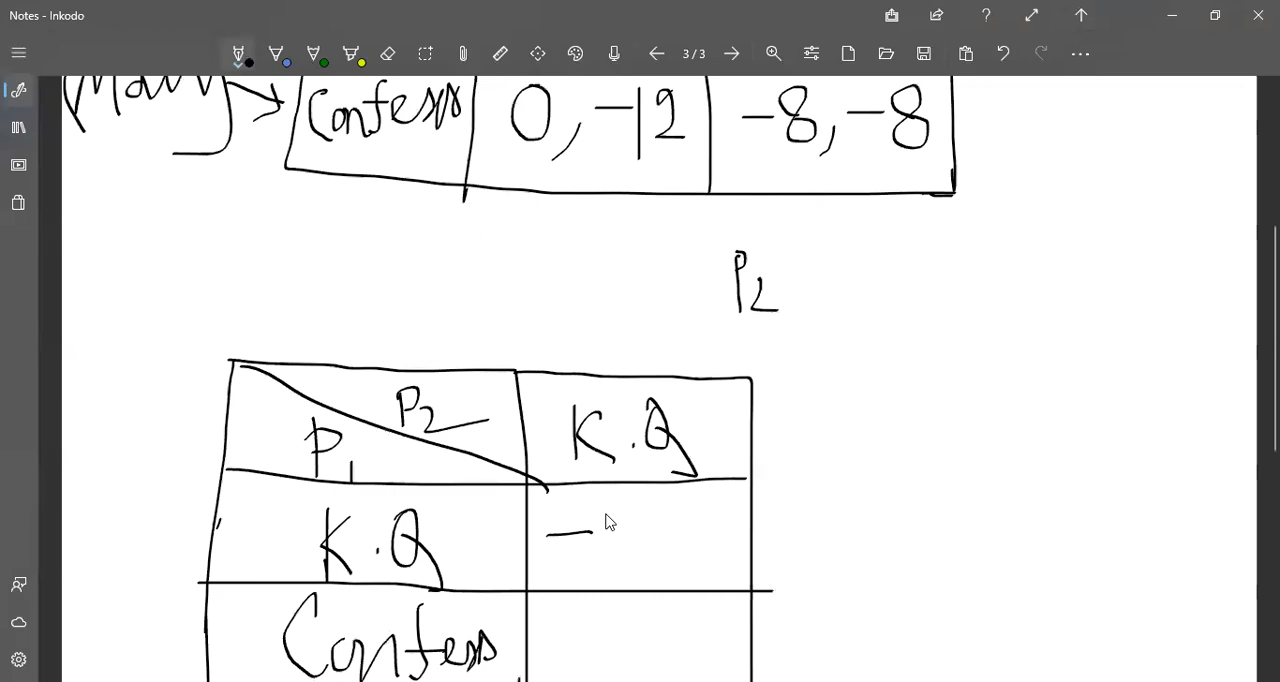 Notes - Inkodo
3/3
Confess 0, -12 -8, -8
P2
P2
P1
K.Q
K.Q —
Confess